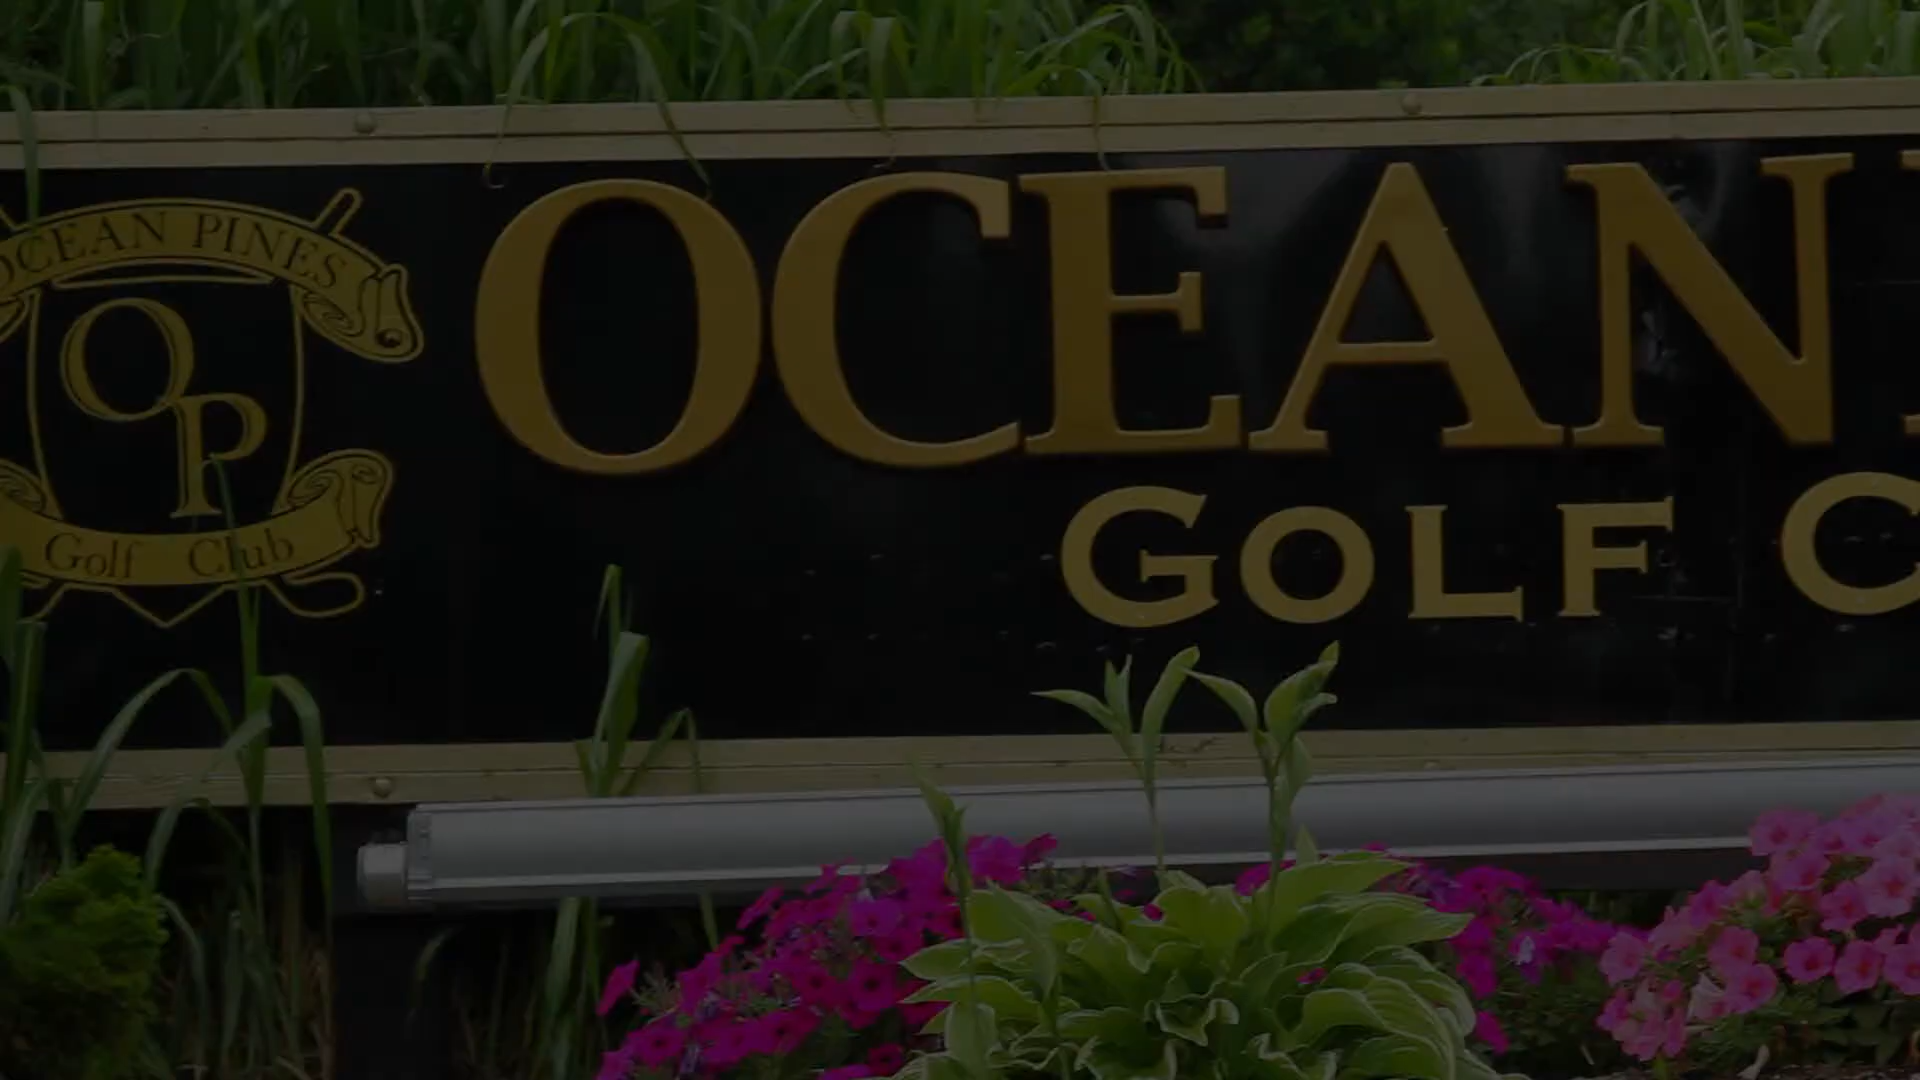 OCEAN PINES
OP
Golf Club
OCEAN
GOLF C